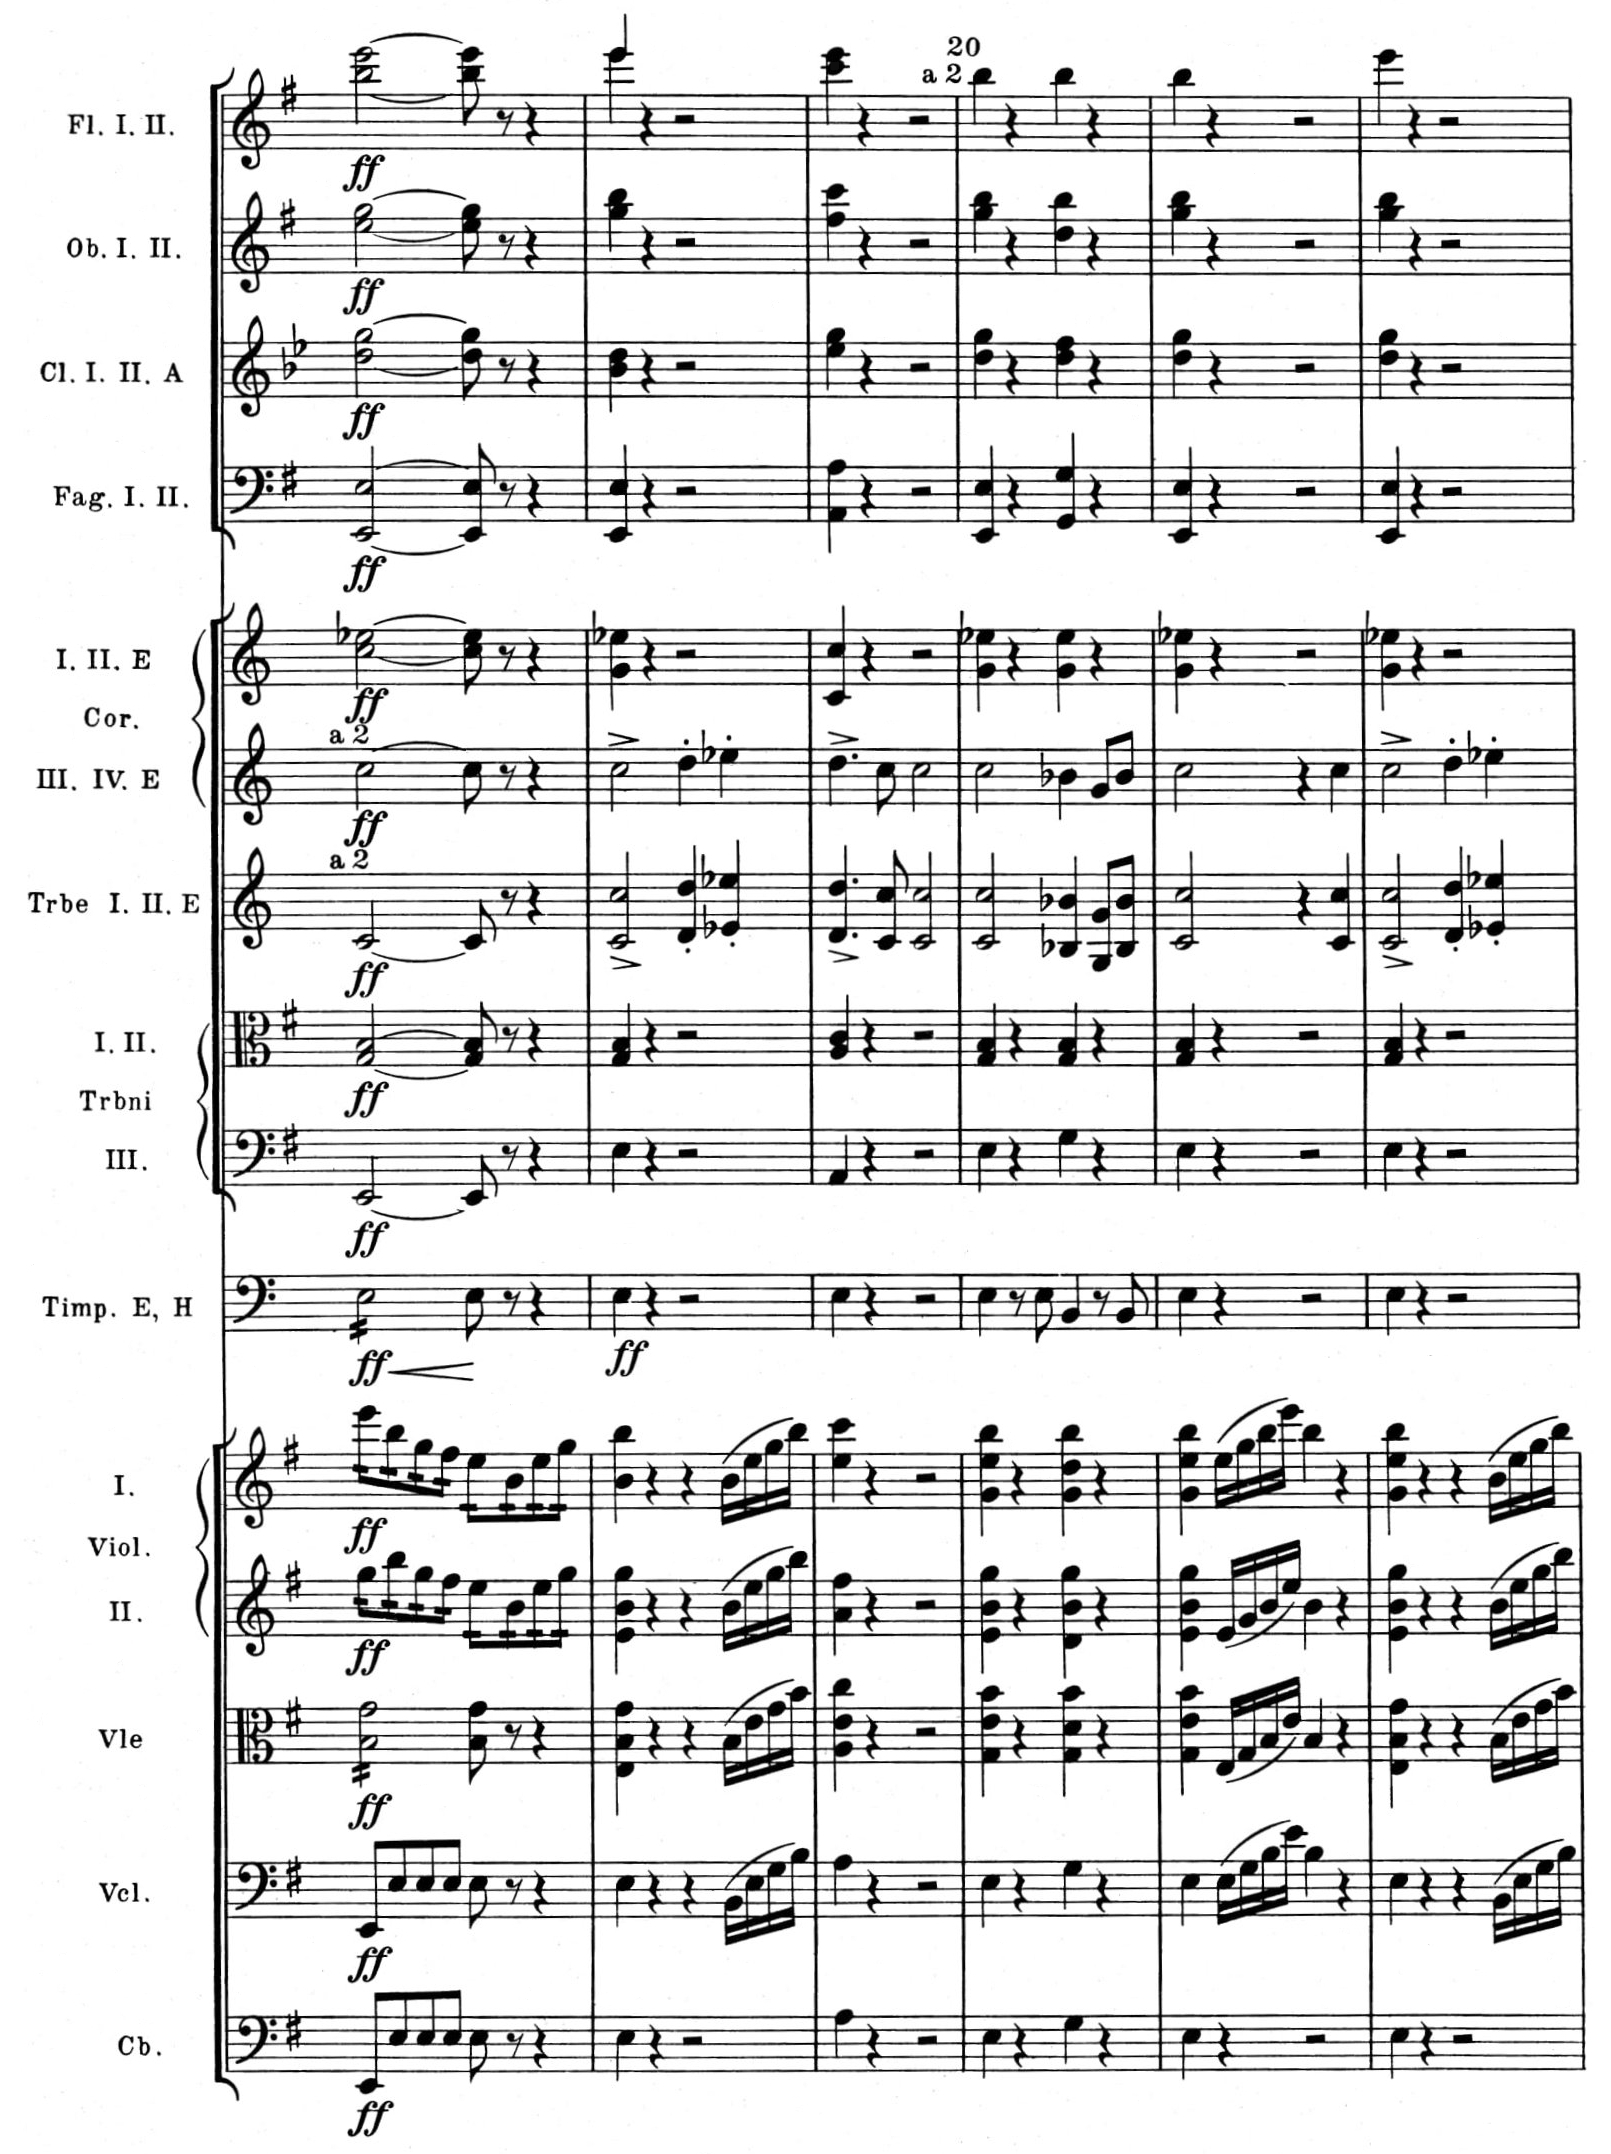 20
a 2
Fl. I. II.
ff
Ob. I. II.
ff
Cl. I. II. A
ff
Fag. I. II.
ff
I. II. E
ff
Cor.
a 2
III. IV. E
ff
a 2
Trbe I. II. E
ff
I. II.
ff
Trbni
III.
ff
Timp. E, H
ff ff
I.
ff
Viol.
II.
ff
Vle
ff
Vcl.
ff
Cb.
ff